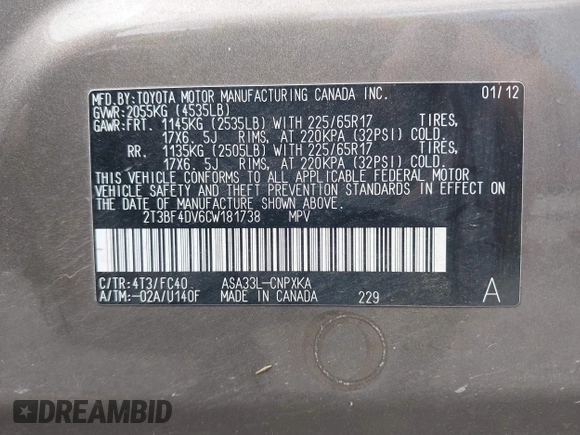 MFD.BY:TOYOTA MOTOR MANUFACTURING CANADA INC. 01/12
GVWR:2055KG (4535LB)
GAWR:FRT. 1145KG (2535LB) WITH 225/65R17 TIRES,
17X6. 5J RIMS, AT 220KPA (32PSI) COLD.
RR. 1135KG (2505LB) WITH 225/65R17 TIRES,
17X6. 5J RIMS, AT 220KPA (32PSI) COLD.
THIS VEHICLE CONFORMS TO ALL APPLICABLE FEDERAL MOTOR
VEHICLE SAFETY AND THEFT PREVENTION STANDARDS IN EFFECT ON
THE DATE OF MANUFACTURE SHOWN ABOVE.
2T3BF4DV6CW181738 MPV
C/TR:4T3/FC40 ASA33L-CNPXKA
A/TM:-02A/U140F MADE IN CANADA 229 A
DREAMBID